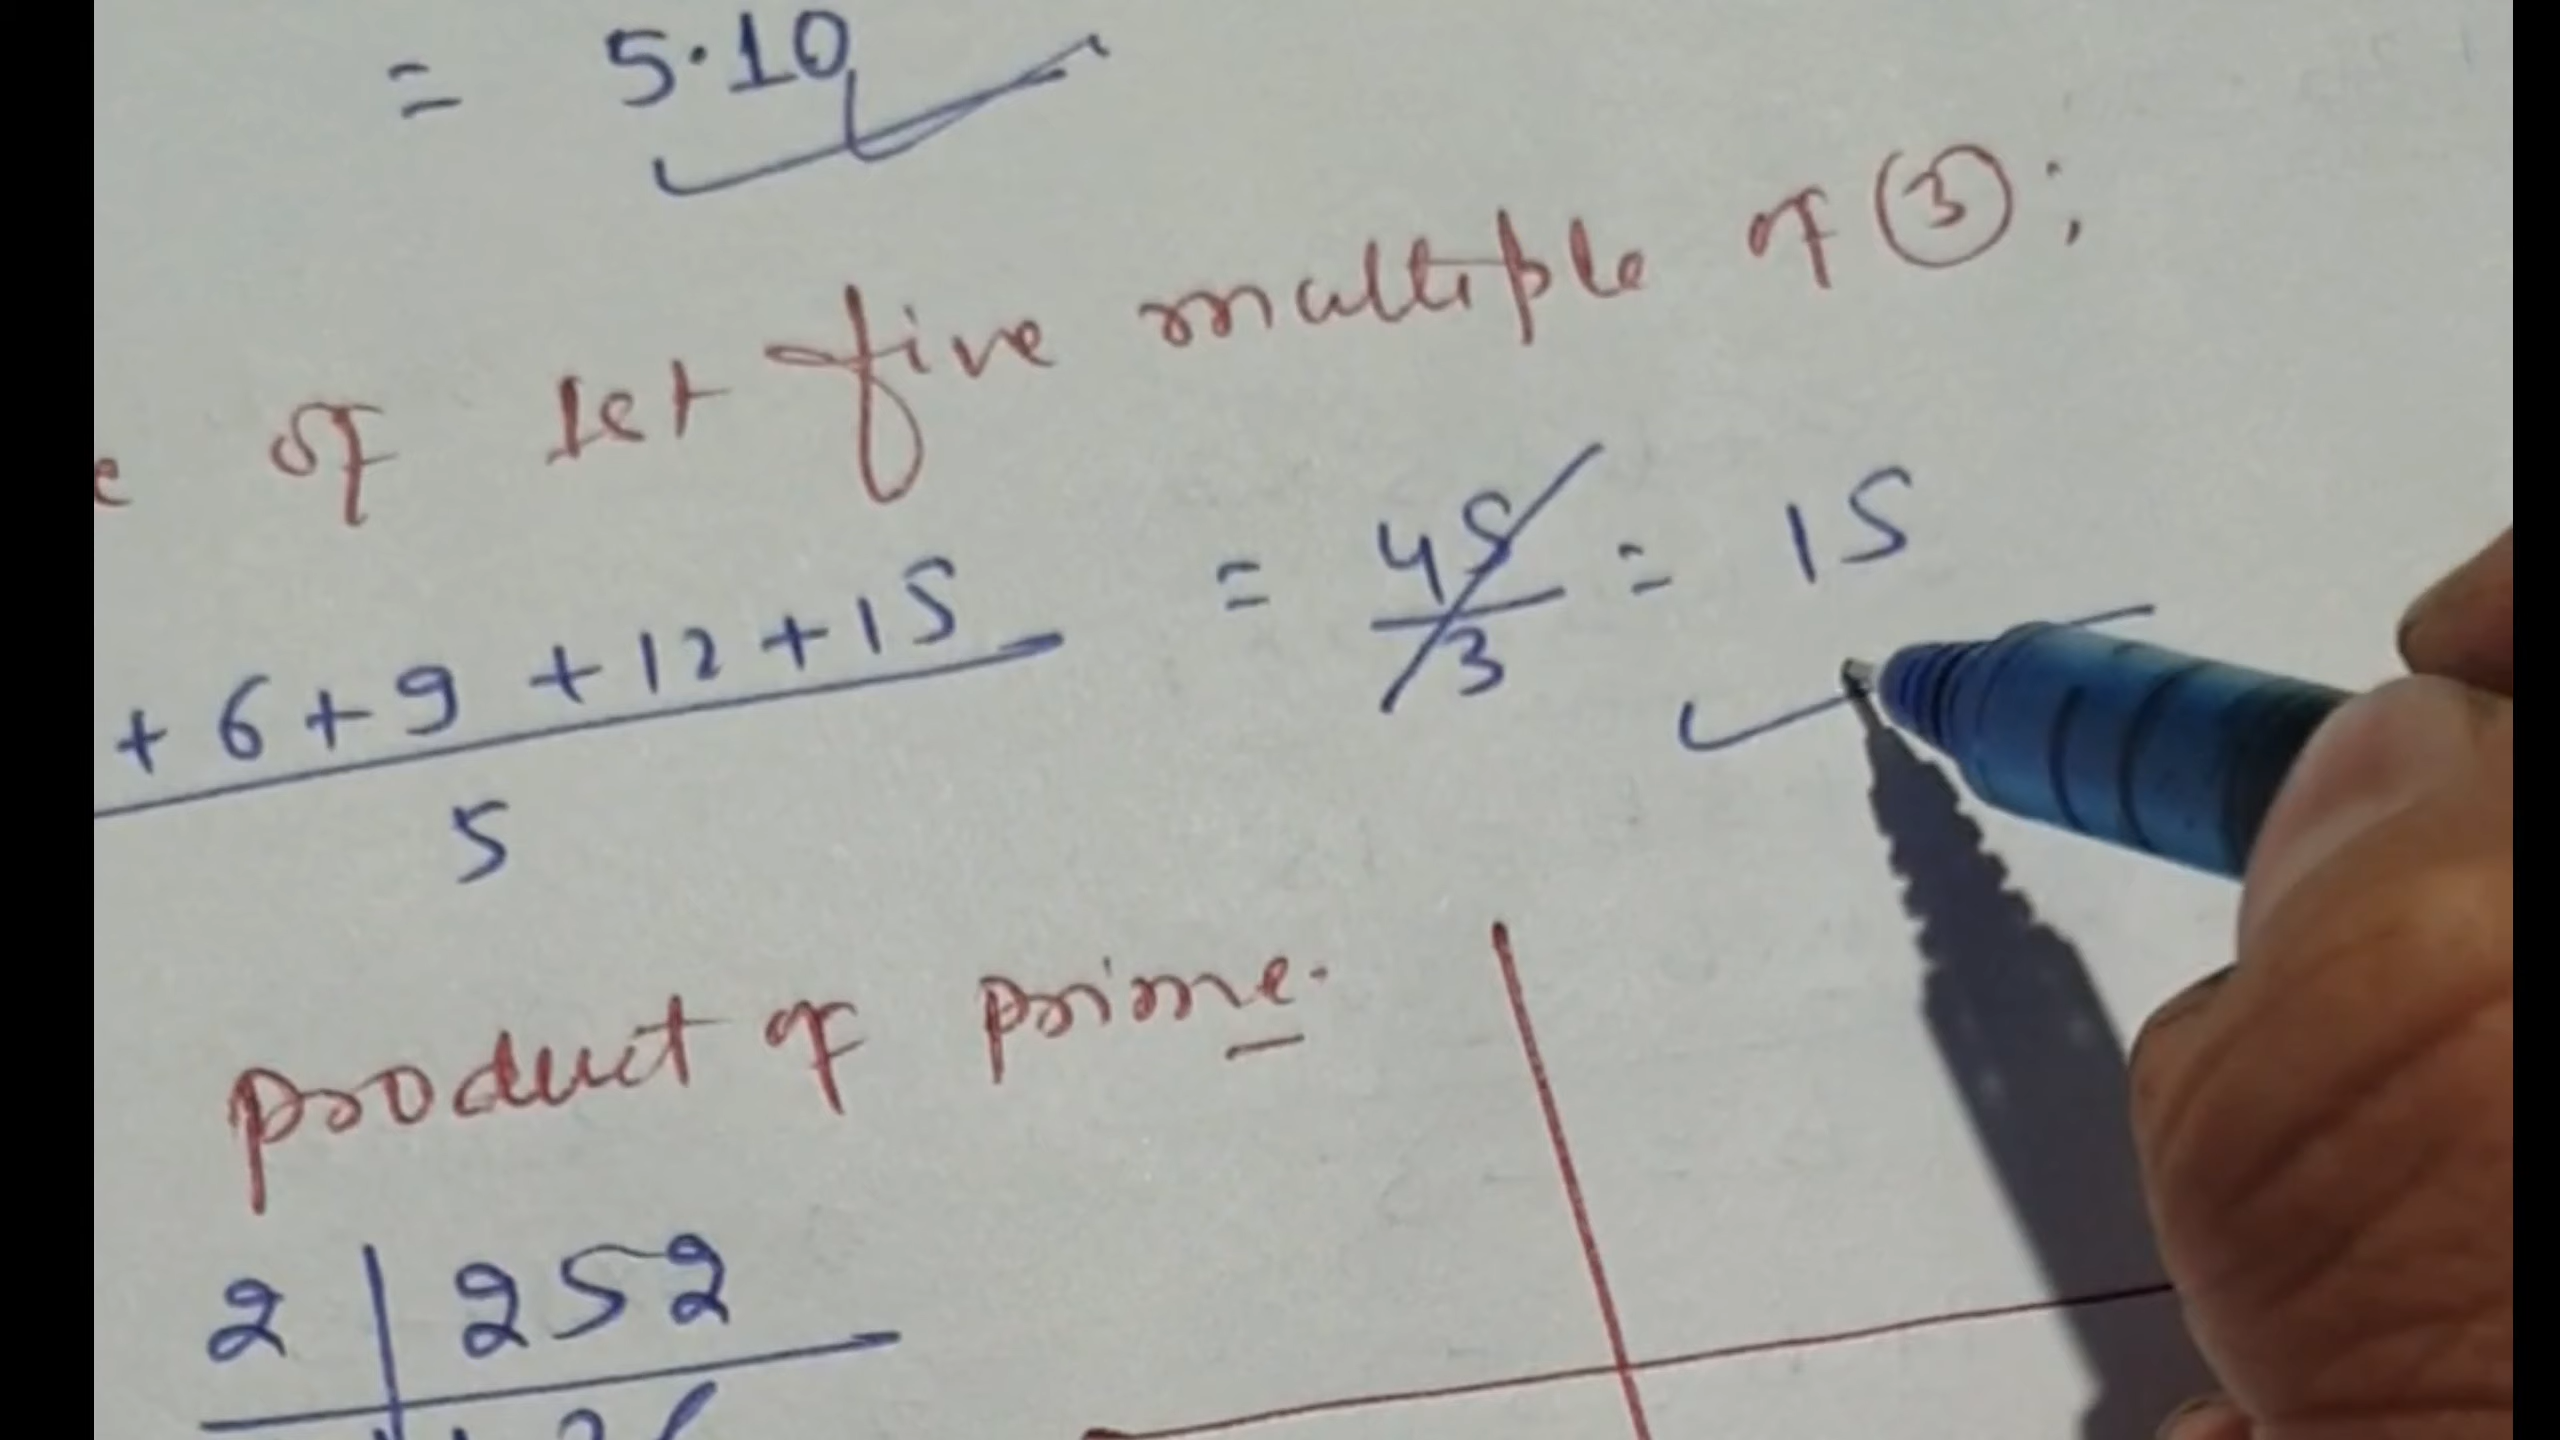 = 5.10
e of 1st five multiple of 3 :
+ 6 + 9 + 12 + 15 = 45 = 15
5 3
product of prime.
2 252